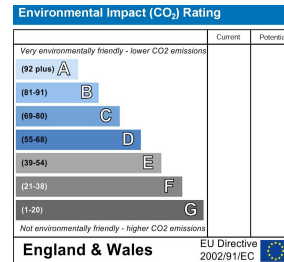 Environmental Impact (CO₂) Rating
Current Potential
Very environmentally friendly - lower CO2 emissions
(92 plus) A
(81-91) B
(69-80) C
(55-68) D
(39-54) E
(21-38) F
(1-20) G
Not environmentally friendly - higher CO2 emissions
England & Wales
EU Directive
2002/91/EC